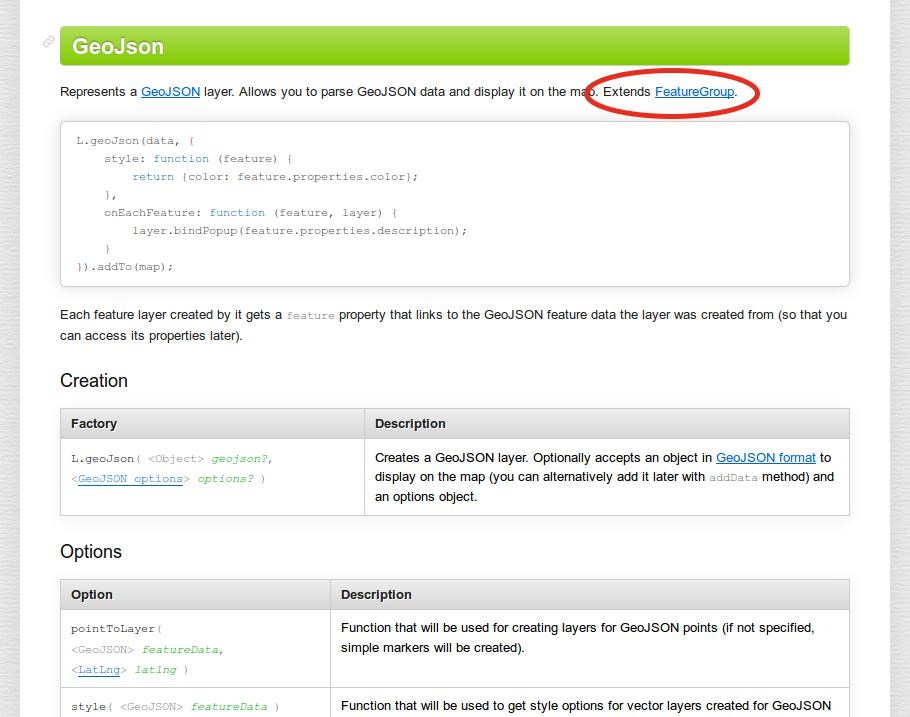 GeoJson
Represents a GeoJSON layer. Allows you to parse GeoJSON data and display it on the map. Extends FeatureGroup.
L.geoJson(data, {
    style: function (feature) {
        return {color: feature.properties.color};
    },
    onEachFeature: function (feature, layer) {
        layer.bindPopup(feature.properties.description);
    }
}).addTo(map);
Each feature layer created by it gets a feature property that links to the GeoJSON feature data the layer was created from (so that you
can access its properties later).
Creation
Factory Description
L.geoJson( <Object> geojson?,
<GeoJSON options> options? )
Creates a GeoJSON layer. Optionally accepts an object in GeoJSON format to
display on the map (you can alternatively add it later with addData method) and
an options object.
Options
Option Description
pointToLayer(
<GeoJSON> featureData,
<LatLng> latlng )
Function that will be used for creating layers for GeoJSON points (if not specified,
simple markers will be created).
style( <GeoJSON> featureData )
Function that will be used to get style options for vector layers created for GeoJSON